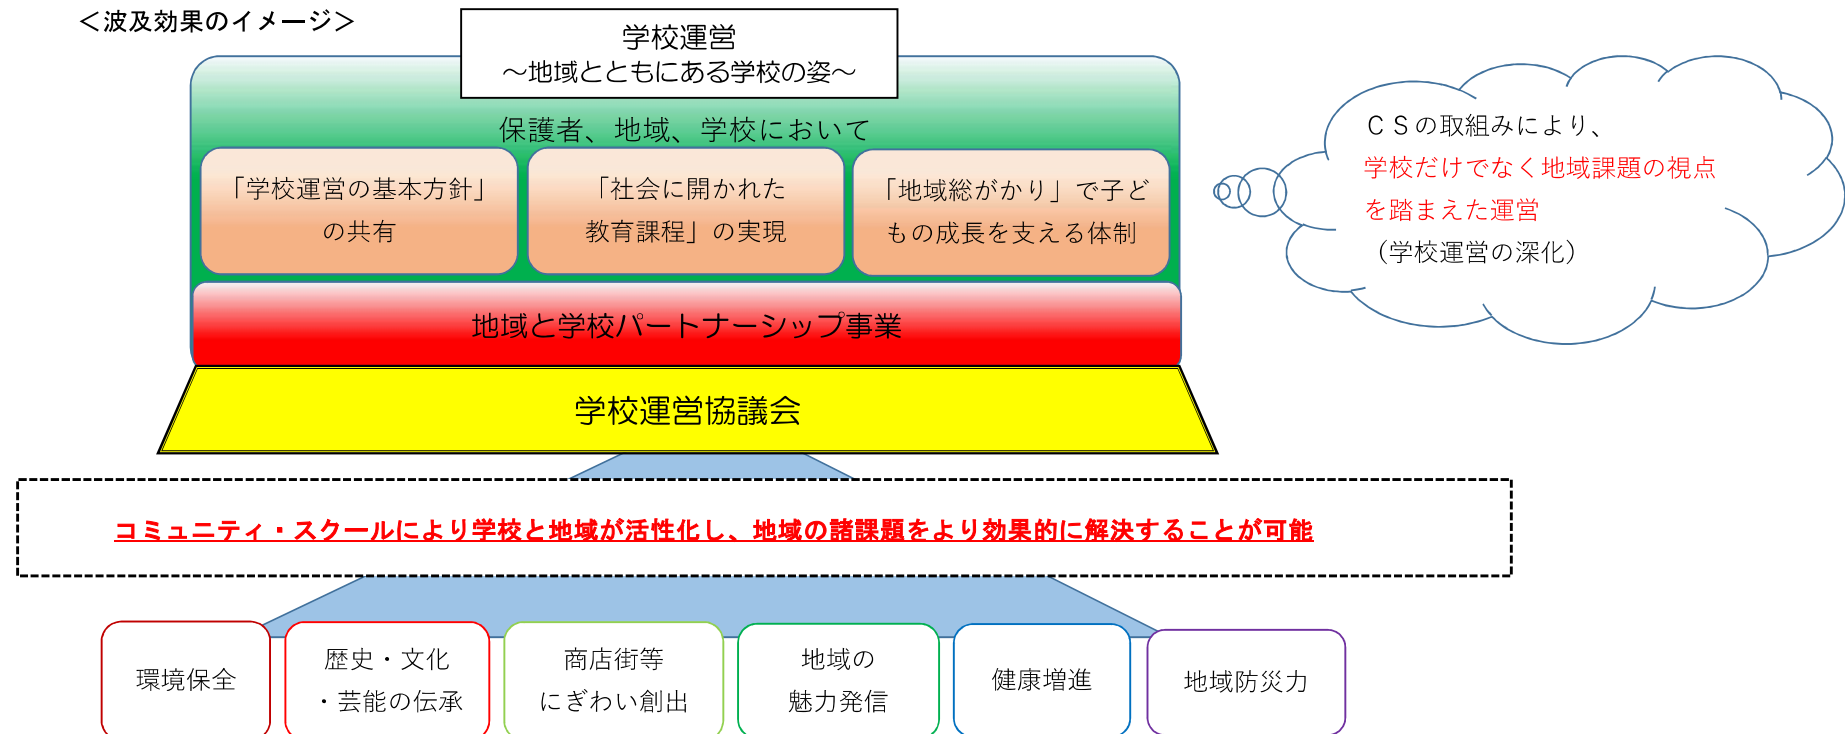 ＜波及効果のイメージ＞
学校運営
～地域とともにある学校の姿～
保護者、地域、学校において
「学校運営の基本方針」
の共有
「社会に開かれた
教育課程」の実現
「地域総がかり」で子ど
もの成長を支える体制
ＣＳの取組みにより、
学校だけでなく地域課題の視点
を踏まえた運営
（学校運営の深化）
地域と学校パートナーシップ事業
学校運営協議会
コミュニティ・スクールにより学校と地域が活性化し、地域の諸課題をより効果的に解決することが可能
環境保全
歴史・文化
・芸能の伝承
商店街等
にぎわい創出
地域の
魅力発信
健康増進
地域防災力